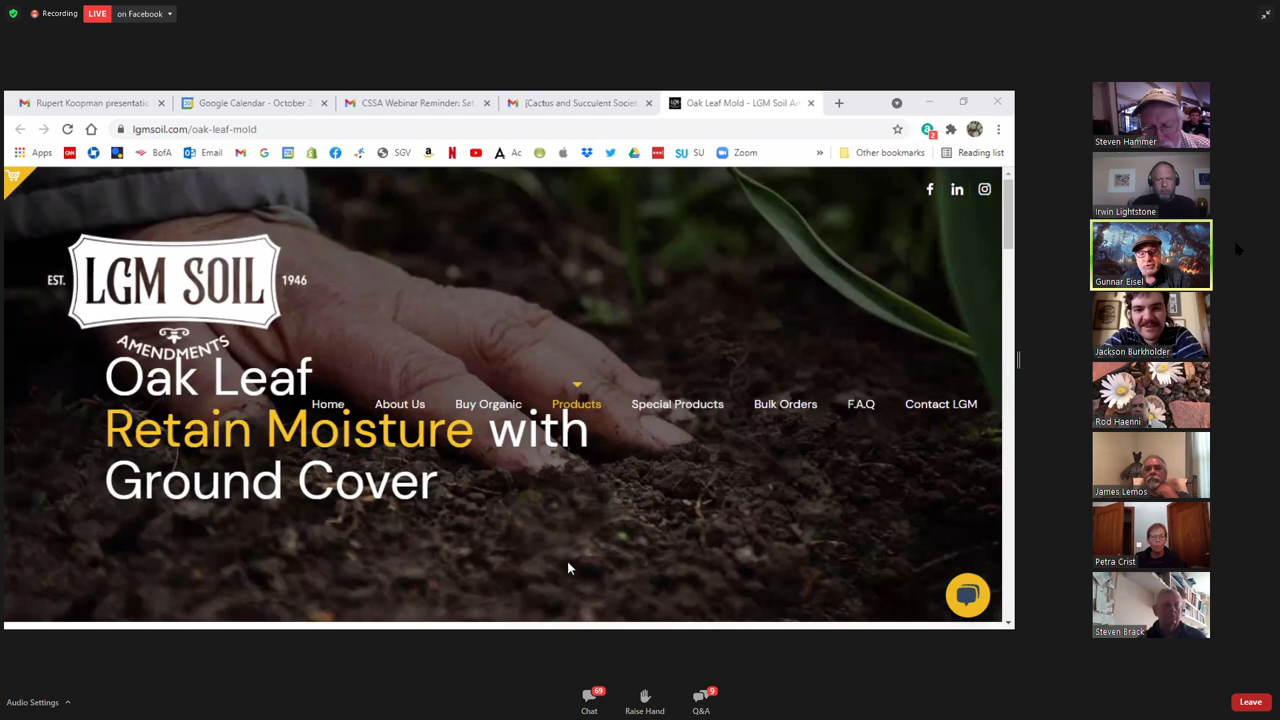 Recording
LIVE
on Facebook
Rupert Koopman presentatic
Google Calendar - October 2
CSSA Webinar Reminder: Sat
[Cactus and Succulent Societ
Oak Leaf Mold - LGM Soil A
lgmsoil.com/oak-leaf-mold
2
Apps
BofA
Email
SGV
Ac
SU
Zoom
»
Other bookmarks
Reading list
EST.
LGM SOIL
1946
AMENDMENTS
Oak Leaf
Home
About Us
Buy Organic
Products
Special Products
Bulk Orders
F.A.Q
Contact LGM
Retain Moisture with
Ground Cover
Steven Hammer
Irwin Lightstone
Gunnar Eisel
Jackson Burkholder
Rod Haenni
James Lemos
Petra Crist
Steven Brack
Audio Settings
69
Chat
Raise Hand
9
Q&A
Leave